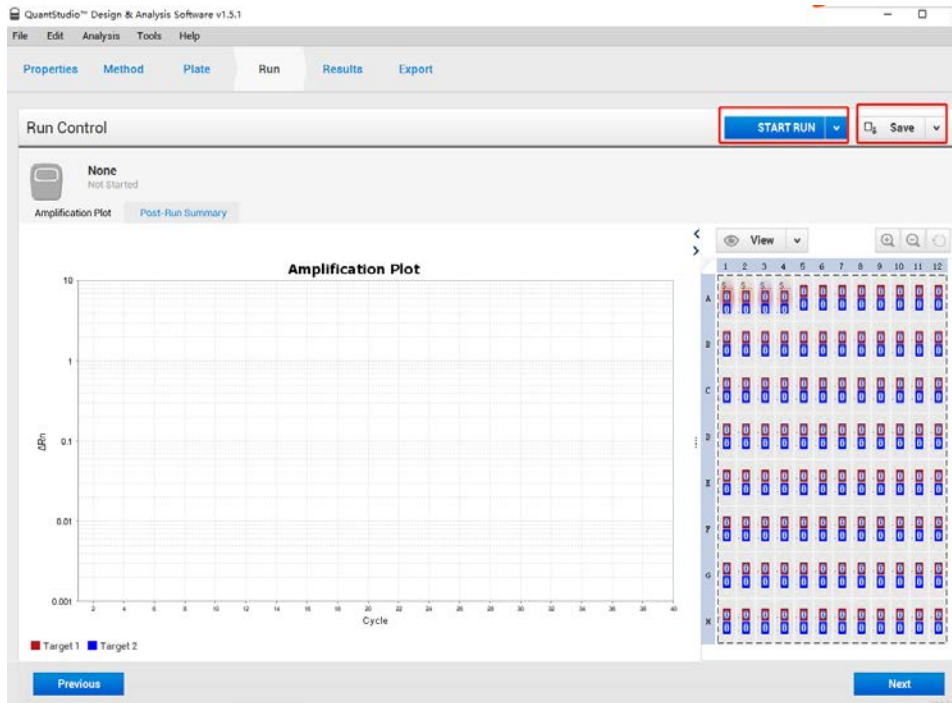 QuantStudio™ Design & Analysis Software v1.5.1
File Edit Analysis Tools Help
Properties Method Plate Run Results Export
Run Control
START RUN
Save
None
Not Started
Amplification Plot Post-Run Summary
View
Amplification Plot
1 2 3 4 5 6 7 8 9 10 11 12
A
S... S... S... S...
U U U U U U U U U U U U
U U U U U U U U U U U U
B
U U U U U U U U U U U U
U U U U U U U U U U U U
C
U U U U U U U U U U U U
U U U U U U U U U U U U
D
U U U U U U U U U U U U
U U U U U U U U U U U U
E
U U U U U U U U U U U U
U U U U U U U U U U U U
F
U U U U U U U U U U U U
U U U U U U U U U U U U
G
U U U U U U U U U U U U
U U U U U U U U U U U U
H
U U U U U U U U U U U U
U U U U U U U U U U U U
10
1
0.1
0.01
0.001
ΔRn
2 4 6 8 10 12 14 16 18 20 22 24 26 28 30 32 34 36 38 40
Cycle
Target 1 Target 2
Previous
Next